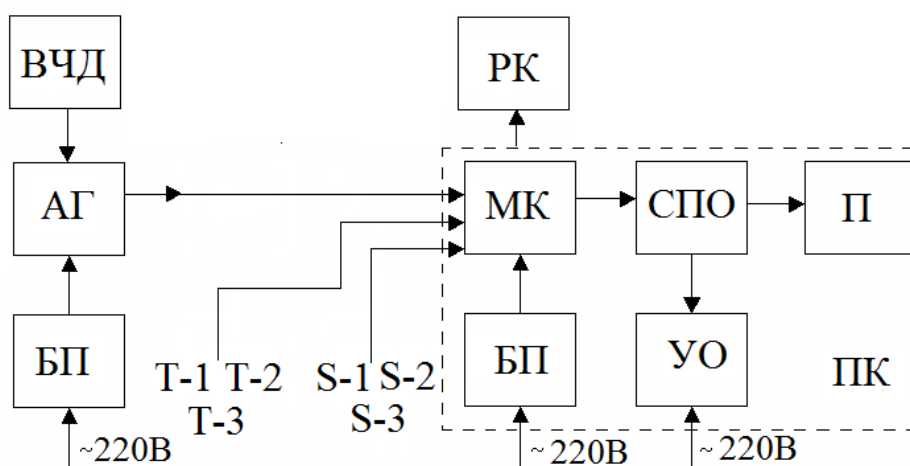 ВЧД
РК
АГ
МК
СПО
П
БП
T-1 T-2
T-3
S-1 S-2
S-3
БП
УО
ПК
~220В
~220В
~220В